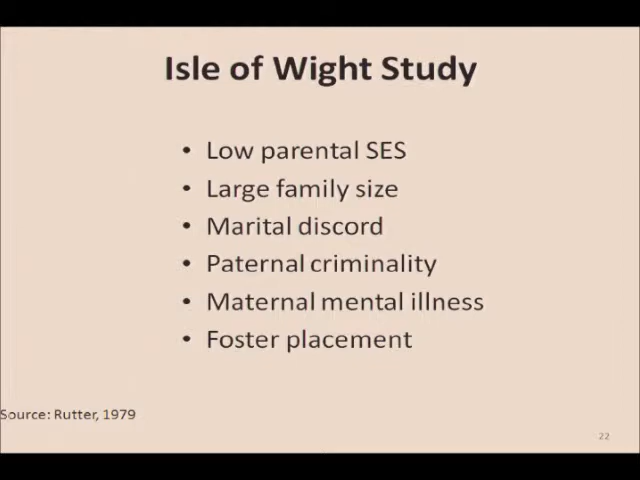 Isle of Wight Study
• Low parental SES
• Large family size
• Marital discord
• Paternal criminality
• Maternal mental illness
• Foster placement
Source: Rutter, 1979
22